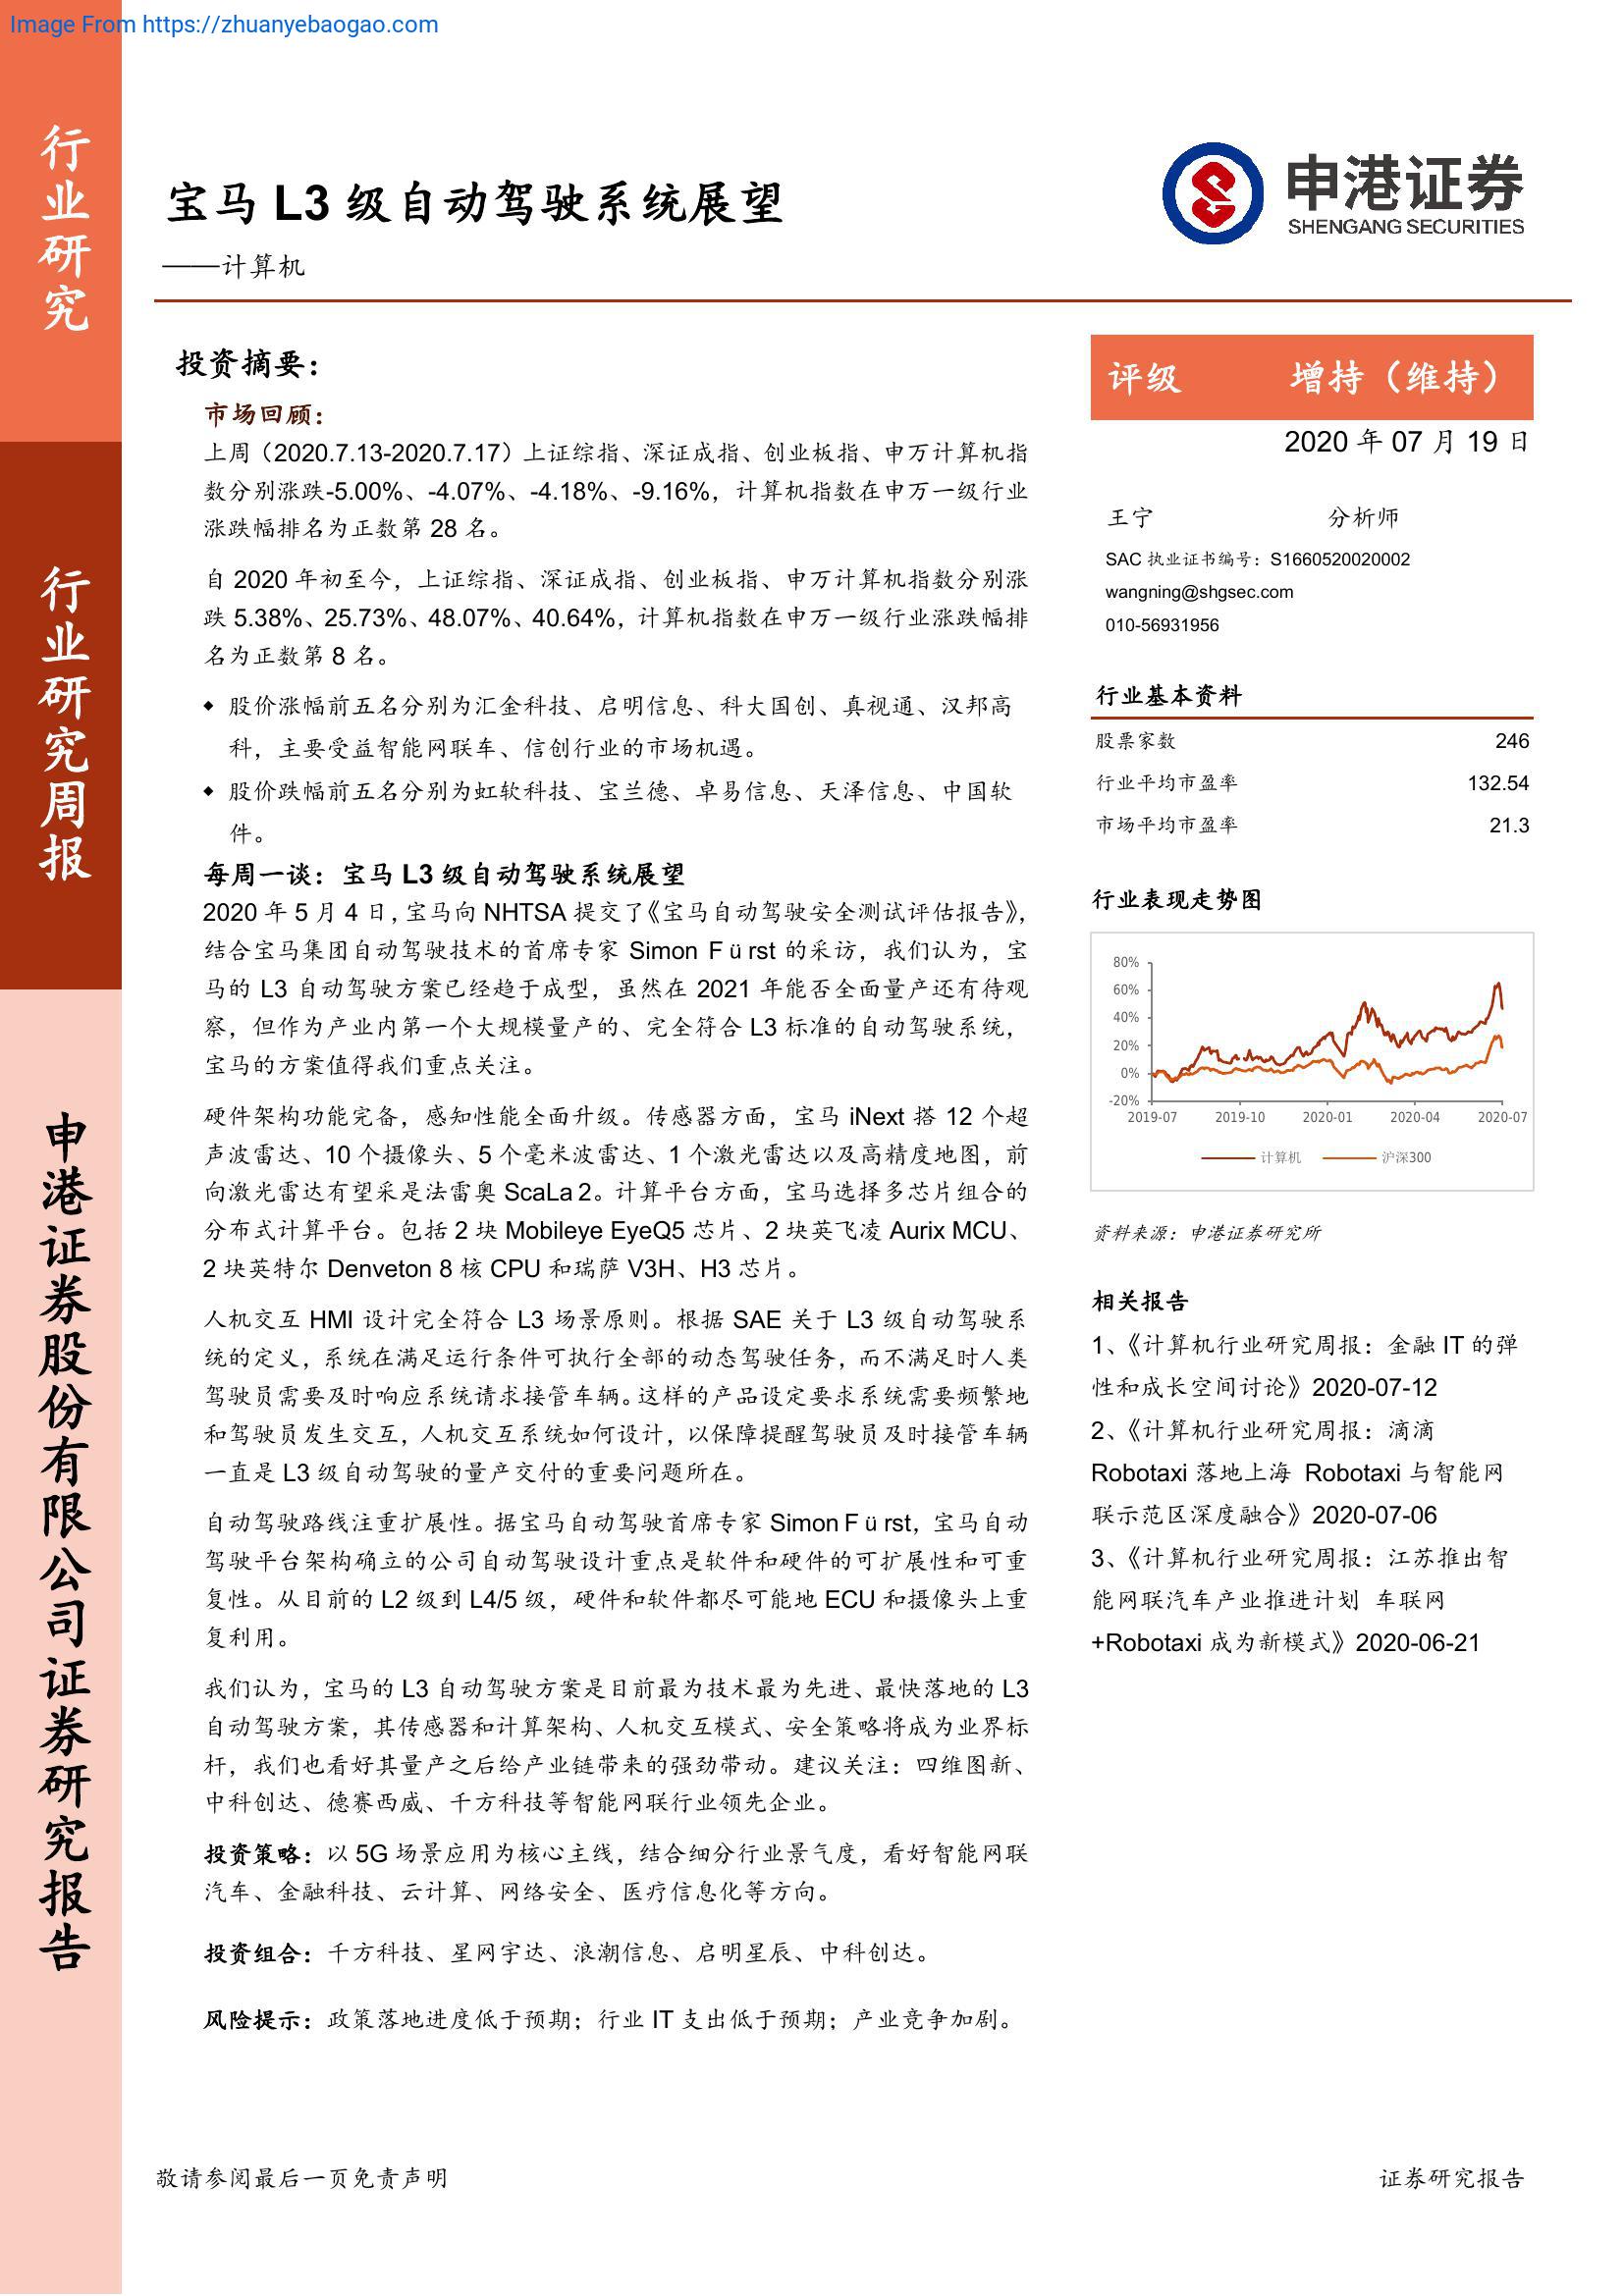 Image From https://zhuanyebaogao.com
行业研究
行业研究周报
申港证券股份有限公司证券研究报告
宝马 L3 级自动驾驶系统展望
——计算机
申港证券
SHENGANG SECURITIES
投资摘要：
市场回顾：
上周（2020.7.13-2020.7.17）上证综指、深证成指、创业板指、申万计算机指
数分别涨跌-5.00%、-4.07%、-4.18%、-9.16%，计算机指数在申万一级行业
涨跌幅排名为正数第 28 名。
自 2020 年初至今，上证综指、深证成指、创业板指、申万计算机指数分别涨
跌 5.38%、25.73%、48.07%、40.64%，计算机指数在申万一级行业涨跌幅排
名为正数第 8 名。
◆ 股价涨幅前五名分别为汇金科技、启明信息、科大国创、真视通、汉邦高
科，主要受益智能网联车、信创行业的市场机遇。
◆ 股价跌幅前五名分别为虹软科技、宝兰德、卓易信息、天泽信息、中国软
件。
每周一谈：宝马 L3 级自动驾驶系统展望
2020 年 5 月 4 日，宝马向 NHTSA 提交了《宝马自动驾驶安全测试评估报告》，
结合宝马集团自动驾驶技术的首席专家 Simon Fürst 的采访，我们认为，宝
马的 L3 自动驾驶方案已经趋于成型，虽然在 2021 年能否全面量产还有待观
察，但作为产业内第一个大规模量产的、完全符合 L3 标准的自动驾驶系统，
宝马的方案值得我们重点关注。
硬件架构功能完备，感知性能全面升级。传感器方面，宝马 iNext 搭 12 个超
声波雷达、10 个摄像头、5 个毫米波雷达、1 个激光雷达以及高精度地图，前
向激光雷达有望采是法雷奥 ScaLa 2。计算平台方面，宝马选择多芯片组合的
分布式计算平台。包括 2 块 Mobileye EyeQ5 芯片、2 块英飞凌 Aurix MCU、
2 块英特尔 Denveton 8 核 CPU 和瑞萨 V3H、H3 芯片。
人机交互 HMI 设计完全符合 L3 场景原则。根据 SAE 关于 L3 级自动驾驶系
统的定义，系统在满足运行条件可执行全部的动态驾驶任务，而不满足时人类
驾驶员需要及时响应系统请求接管车辆。这样的产品设定要求系统需要频繁地
和驾驶员发生交互，人机交互系统如何设计，以保障提醒驾驶员及时接管车辆
一直是 L3 级自动驾驶的量产交付的重要问题所在。
自动驾驶路线注重扩展性。据宝马自动驾驶首席专家 Simon Fürst，宝马自动
驾驶平台架构确立的公司自动驾驶设计重点是软件和硬件的可扩展性和可重
复性。从目前的 L2 级到 L4/5 级，硬件和软件都尽可能地 ECU 和摄像头上重
复利用。
我们认为，宝马的 L3 自动驾驶方案是目前最为技术最为先进、最快落地的 L3
自动驾驶方案，其传感器和计算架构、人机交互模式、安全策略将成为业界标
杆，我们也看好其量产之后给产业链带来的强劲带动。建议关注：四维图新、
中科创达、德赛西威、千方科技等智能网联行业领先企业。
投资策略：以 5G 场景应用为核心主线，结合细分行业景气度，看好智能网联
汽车、金融科技、云计算、网络安全、医疗信息化等方向。
投资组合：千方科技、星网宇达、浪潮信息、启明星辰、中科创达。
风险提示：政策落地进度低于预期；行业 IT 支出低于预期；产业竞争加剧。
评级 增持（维持）
2020 年 07 月 19 日
王宁 分析师
SAC 执业证书编号：S1660520020002
wangning@shgsec.com
010-56931956
行业基本资料
股票家数 246
行业平均市盈率 132.54
市场平均市盈率 21.3
行业表现走势图
80%
60%
40%
20%
0%
-20%
2019-07 2019-10 2020-01 2020-04 2020-07
计算机 沪深300
资料来源：申港证券研究所
相关报告
1、《计算机行业研究周报：金融 IT 的弹
性和成长空间讨论》2020-07-12
2、《计算机行业研究周报：滴滴
Robotaxi 落地上海 Robotaxi 与智能网
联示范区深度融合》2020-07-06
3、《计算机行业研究周报：江苏推出智
能网联汽车产业推进计划 车联网
+Robotaxi 成为新模式》2020-06-21
敬请参阅最后一页免责声明
证券研究报告